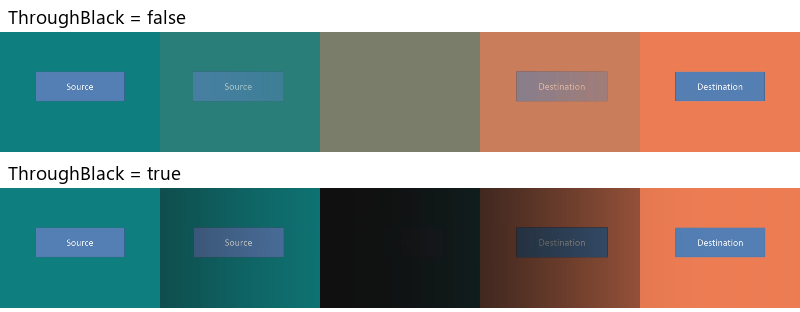 ThroughBlack = false
Source Source Destination Destination
ThroughBlack = true
Source Source Destination Destination